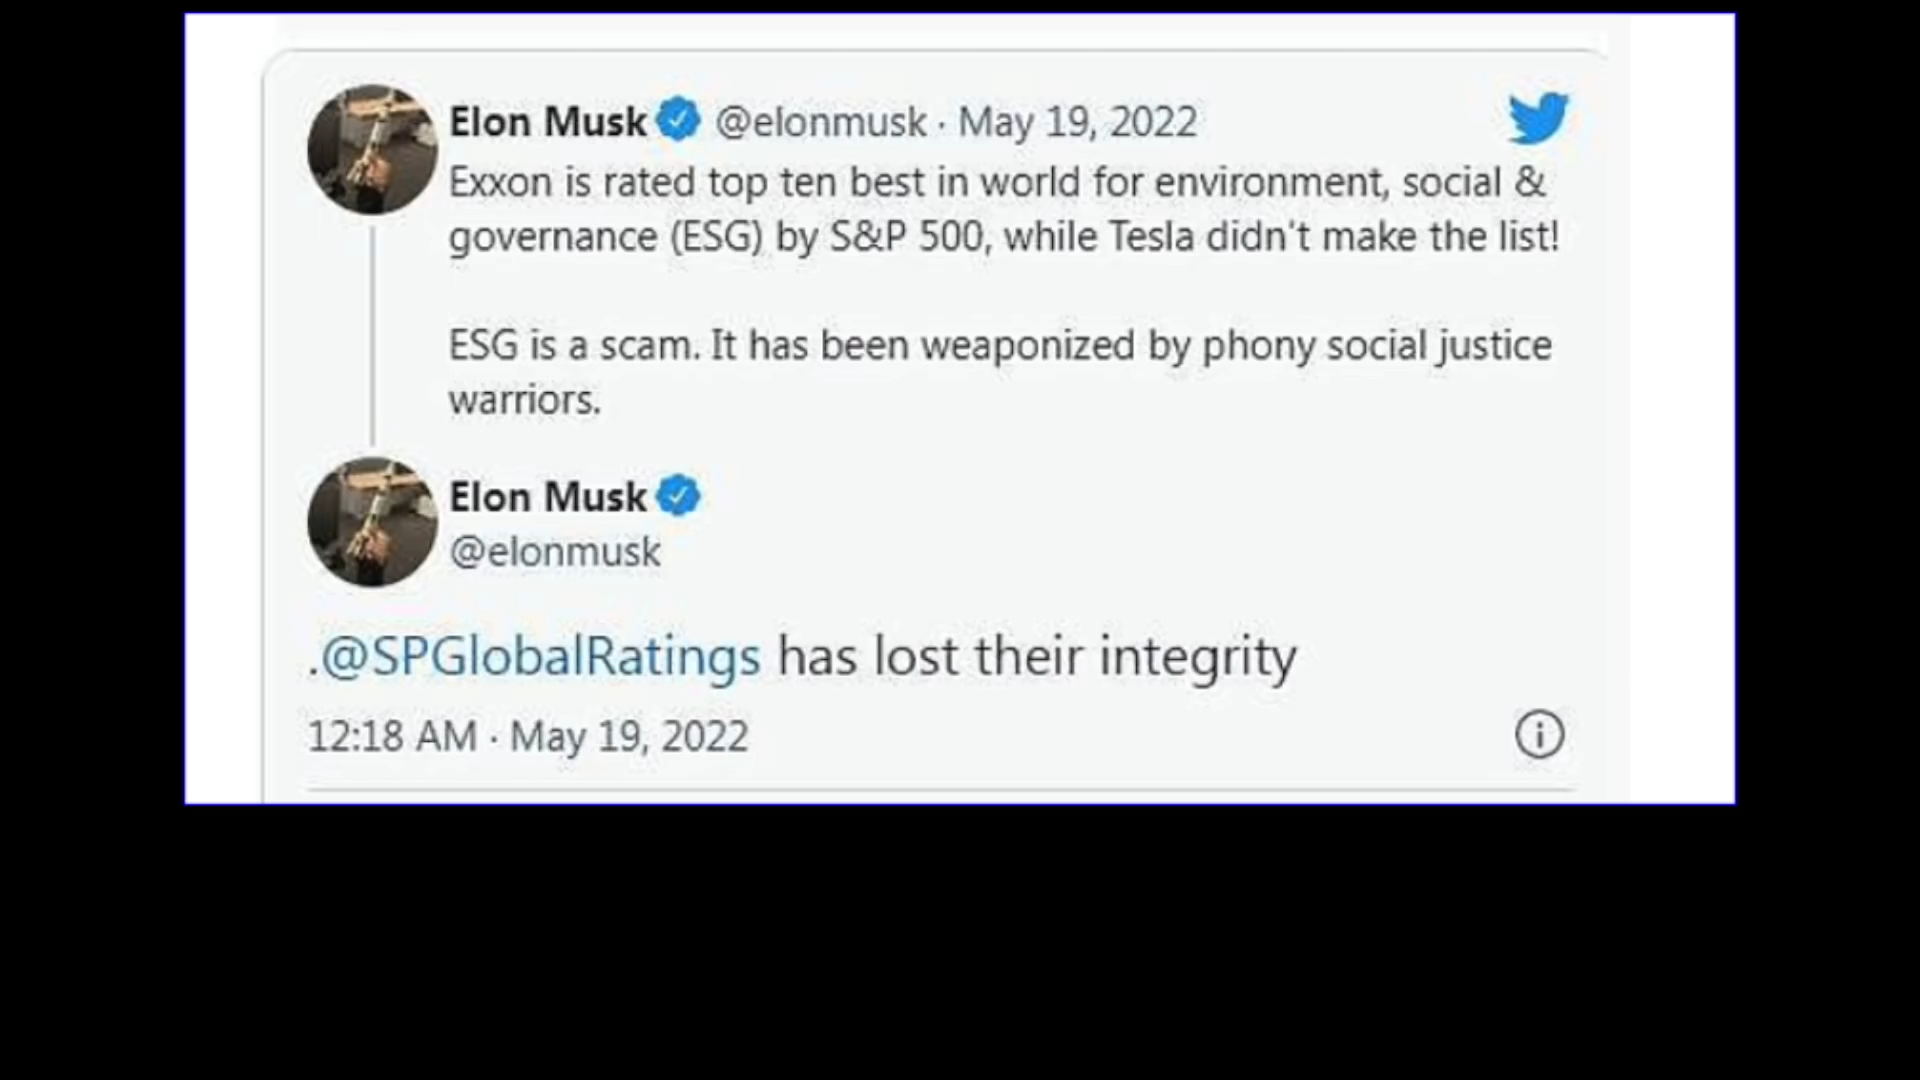 Elon Musk @elonmusk · May 19, 2022
Exxon is rated top ten best in world for environment, social &
governance (ESG) by S&P 500, while Tesla didn't make the list!
ESG is a scam. It has been weaponized by phony social justice
warriors.
Elon Musk
@elonmusk
.@SPGlobalRatings has lost their integrity
12:18 AM · May 19, 2022